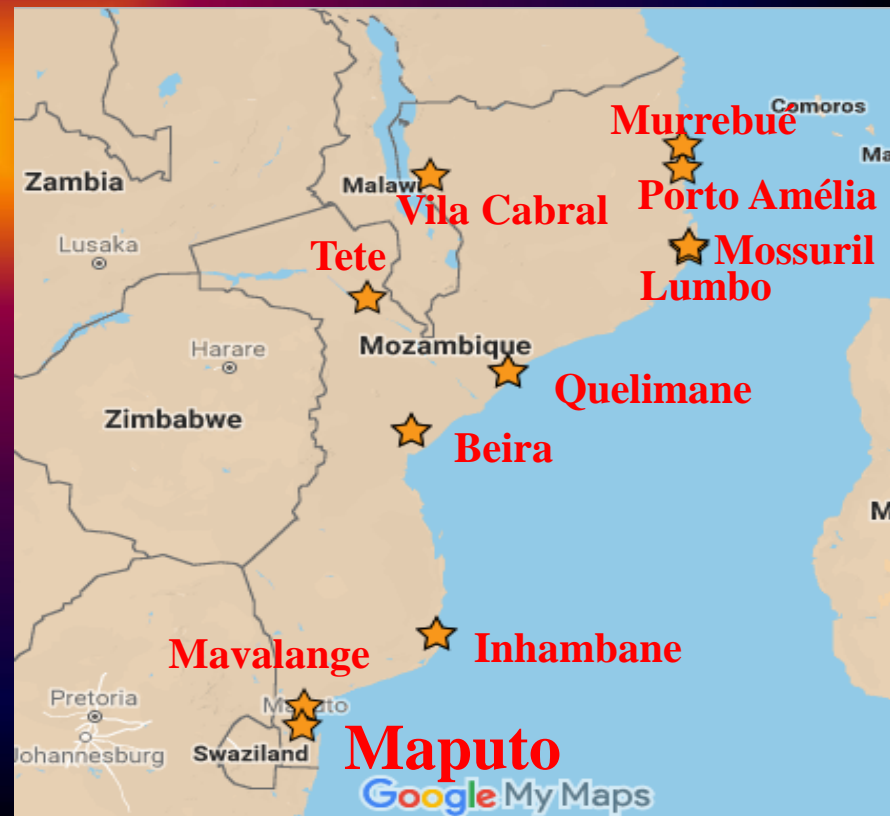 Comoros
Murrebué
Ma
Zambia
Malawi
Vila Cabral
Porto Amélia
Lusaka
Tete
Mossuril
Lumbo
Mozambique
Harare
Quelimane
Zimbabwe
Beira
M
Mavalange
Inhambane
Pretoria
Johannesburg
Swaziland
Maputo
Google My Maps